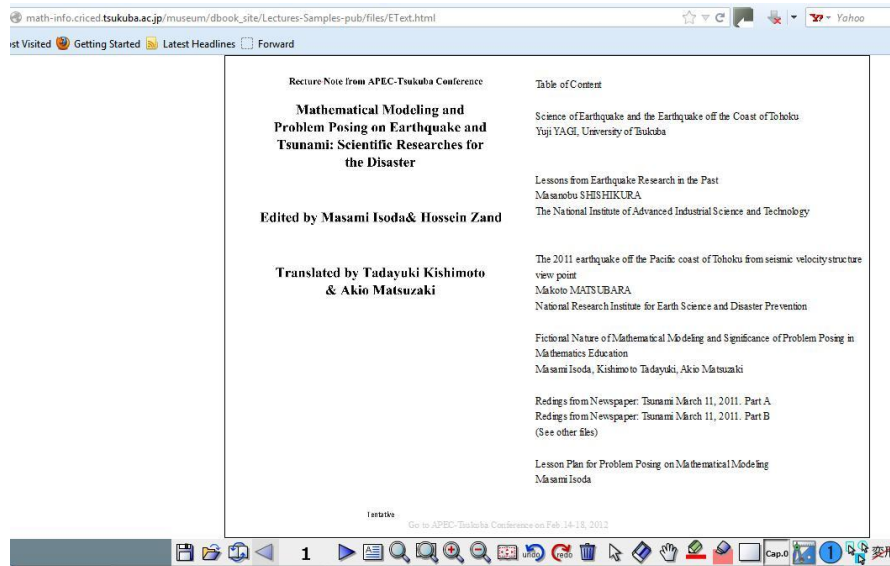 math-info.criced.tsukuba.ac.jp/museum/dbook_site/Lectures-Samples-pub/files/EText.html
Yahoo
ost Visited Getting Started Latest Headlines Forward
Recture Note from APEC-Tsukuba Conference
Mathematical Modeling and
Problem Posing on Earthquake and
Tsunami: Scientific Researches for
the Disaster
Edited by Masami Isoda& Hossein Zand
Translated by Tadayuki Kishimoto
& Akio Matsuzaki
Tentative
Table of Content
Science of Earthquake and the Earthquake off the Coast of Tohoku
Yuji YAGI, University of Tsukuba
Lessons from Earthquake Research in the Past
Masanobu SHISHIKURA
The National Institute of Advanced Industrial Science and Technology
The 2011 earthquake off the Pacific coast of Tohoku from seismic velocity structure
view point
Makoto MATSUBARA
National Research Institute for Earth Science and Disaster Prevention
Fictional Nature of Mathematical Modeling and Significance of Problem Posing in
Mathematics Education
Masami Isoda, Kishimoto Tadayuki, Akio Matsuzaki
Redings from Newspaper: Tsunami March 11, 2011. Part A
Redings from Newspaper: Tsunami March 11, 2011. Part B
(See other files)
Lesson Plan for Problem Posing on Mathematical Modeling
Masami Isoda
Go to APEC-Tsukuba Conference on Feb.14-18, 2012
1 undo redo Cap.0 1 変形